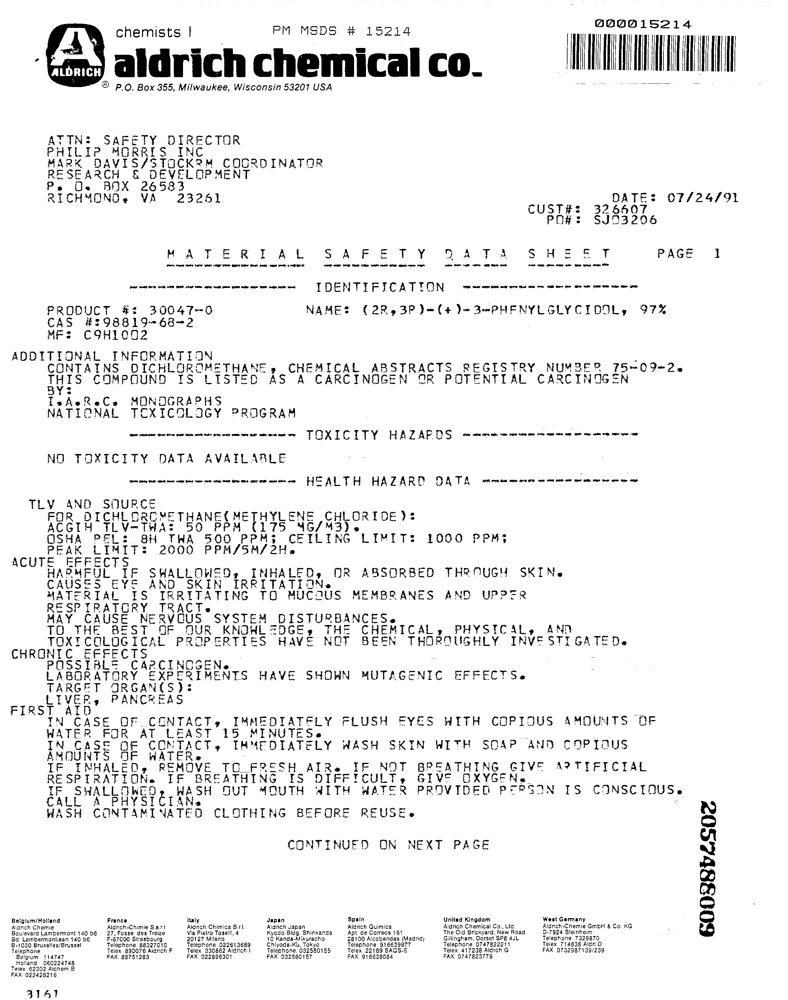 chemists | PM MSDS # 15214
000015214
ALDRICH
aldrich chemical co.
® P.O. Box 355, Milwaukee, Wisconsin 53201 USA
ATTN: SAFETY DIRECTOR
PHILIP MORRIS INC
MARK DAVIS/STOCKRM COORDINATOR
RESEARCH & DEVELOPMENT
P. O. BOX 26583
RICHMOND, VA 23261
DATE: 07/24/91
CUST#: 326607
PO#: SJ03206
MATERIAL SAFETY DATA SHEET PAGE 1
------------------- IDENTIFICATION -------------------
PRODUCT #: 30047-0 NAME: (2R,3P)-(+)-3-PHENYLGLYCIDOL, 97%
CAS #:98819-68-2
MF: C9H10O2
ADDITIONAL INFORMATION
CONTAINS DICHLOROMETHANE, CHEMICAL ABSTRACTS REGISTRY NUMBER 75-09-2.
THIS COMPOUND IS LISTED AS A CARCINOGEN OR POTENTIAL CARCINOGEN
BY:
I.A.R.C. MONOGRAPHS
NATIONAL TOXICOLOGY PROGRAM
------------------- TOXICITY HAZARDS -------------------
NO TOXICITY DATA AVAILABLE
------------------- HEALTH HAZARD DATA -----------------
TLV AND SOURCE
FOR DICHLOROMETHANE(METHYLENE CHLORIDE):
ACGIH TLV-TWA: 50 PPM (175 MG/M3).
OSHA PEL: 8H TWA 500 PPM; CEILING LIMIT: 1000 PPM;
PEAK LIMIT: 2000 PPM/5M/2H.
ACUTE EFFECTS
HARMFUL IF SWALLOWED, INHALED, OR ABSORBED THROUGH SKIN.
CAUSES EYE AND SKIN IRRITATION.
MATERIAL IS IRRITATING TO MUCOUS MEMBRANES AND UPPER
RESPIRATORY TRACT.
MAY CAUSE NERVOUS SYSTEM DISTURBANCES.
TO THE BEST OF OUR KNOWLEDGE, THE CHEMICAL, PHYSICAL, AND
TOXICOLOGICAL PROPERTIES HAVE NOT BEEN THOROUGHLY INVESTIGATED.
CHRONIC EFFECTS
POSSIBLE CARCINOGEN.
LABORATORY EXPERIMENTS HAVE SHOWN MUTAGENIC EFFECTS.
TARGET ORGAN(S):
LIVER, PANCREAS
FIRST AID
IN CASE OF CONTACT, IMMEDIATELY FLUSH EYES WITH COPIOUS AMOUNTS OF
WATER FOR AT LEAST 15 MINUTES.
IN CASE OF CONTACT, IMMEDIATELY WASH SKIN WITH SOAP AND COPIOUS
AMOUNTS OF WATER.
IF INHALED, REMOVE TO FRESH AIR. IF NOT BREATHING GIVE ARTIFICIAL
RESPIRATION. IF BREATHING IS DIFFICULT, GIVE OXYGEN.
IF SWALLOWED, WASH OUT MOUTH WITH WATER PROVIDED PERSON IS CONSCIOUS.
CALL A PHYSICIAN.
WASH CONTAMINATED CLOTHING BEFORE REUSE.
CONTINUED ON NEXT PAGE
2057488009
Belgium/Holland
Aldrich Chemie
Boulevard Lambermont 140 b6
Bd. Lambermontlaan 140 b6
B-1030 Bruxelles/Brussel
Telephone
Belgium 114747
Holland 060224748
Telex 62302 Alchem B
FAX 022428216
France
Aldrich-Chimie S.a.r.l.
27, Fosse des Treize
F-67000 Strasbourg
Telephone 88327010
Telex 890076 Aldrich F
FAX: 88751283
Italy
Aldrich Chimica S.r.l.
Via Pietro Toselli, 4
20127 Milano
Telephone 022613689
Telex 330862 Aldrich I
FAX 022896301
Japan
Aldrich Japan
Kyodo Bldg. Shinkanda
10 Kanda-Mikuracho
Chiyoda-Ku, Tokyo
Telephone 032580155
FAX 032580157
Spain
Aldrich Quimica
Apt. de Correos 161
28100 Alcobendas (Madrid)
Telephone 916639977
Telex 22189 SAQS-E
FAX 916638084
United Kingdom
Aldrich Chemical Co., Ltd.
The Old Brickyard, New Road
Gillingham, Dorset SP8 4JL
Telephone 0747822211
Telex 417238 Aldrich G
FAX 0747823779
West Germany
Aldrich-Chemie GmbH & Co. KG
D-7924 Steinheim
Telephone 7329870
Telex 714838 Aldri D
FAX 0732987139/239
3161